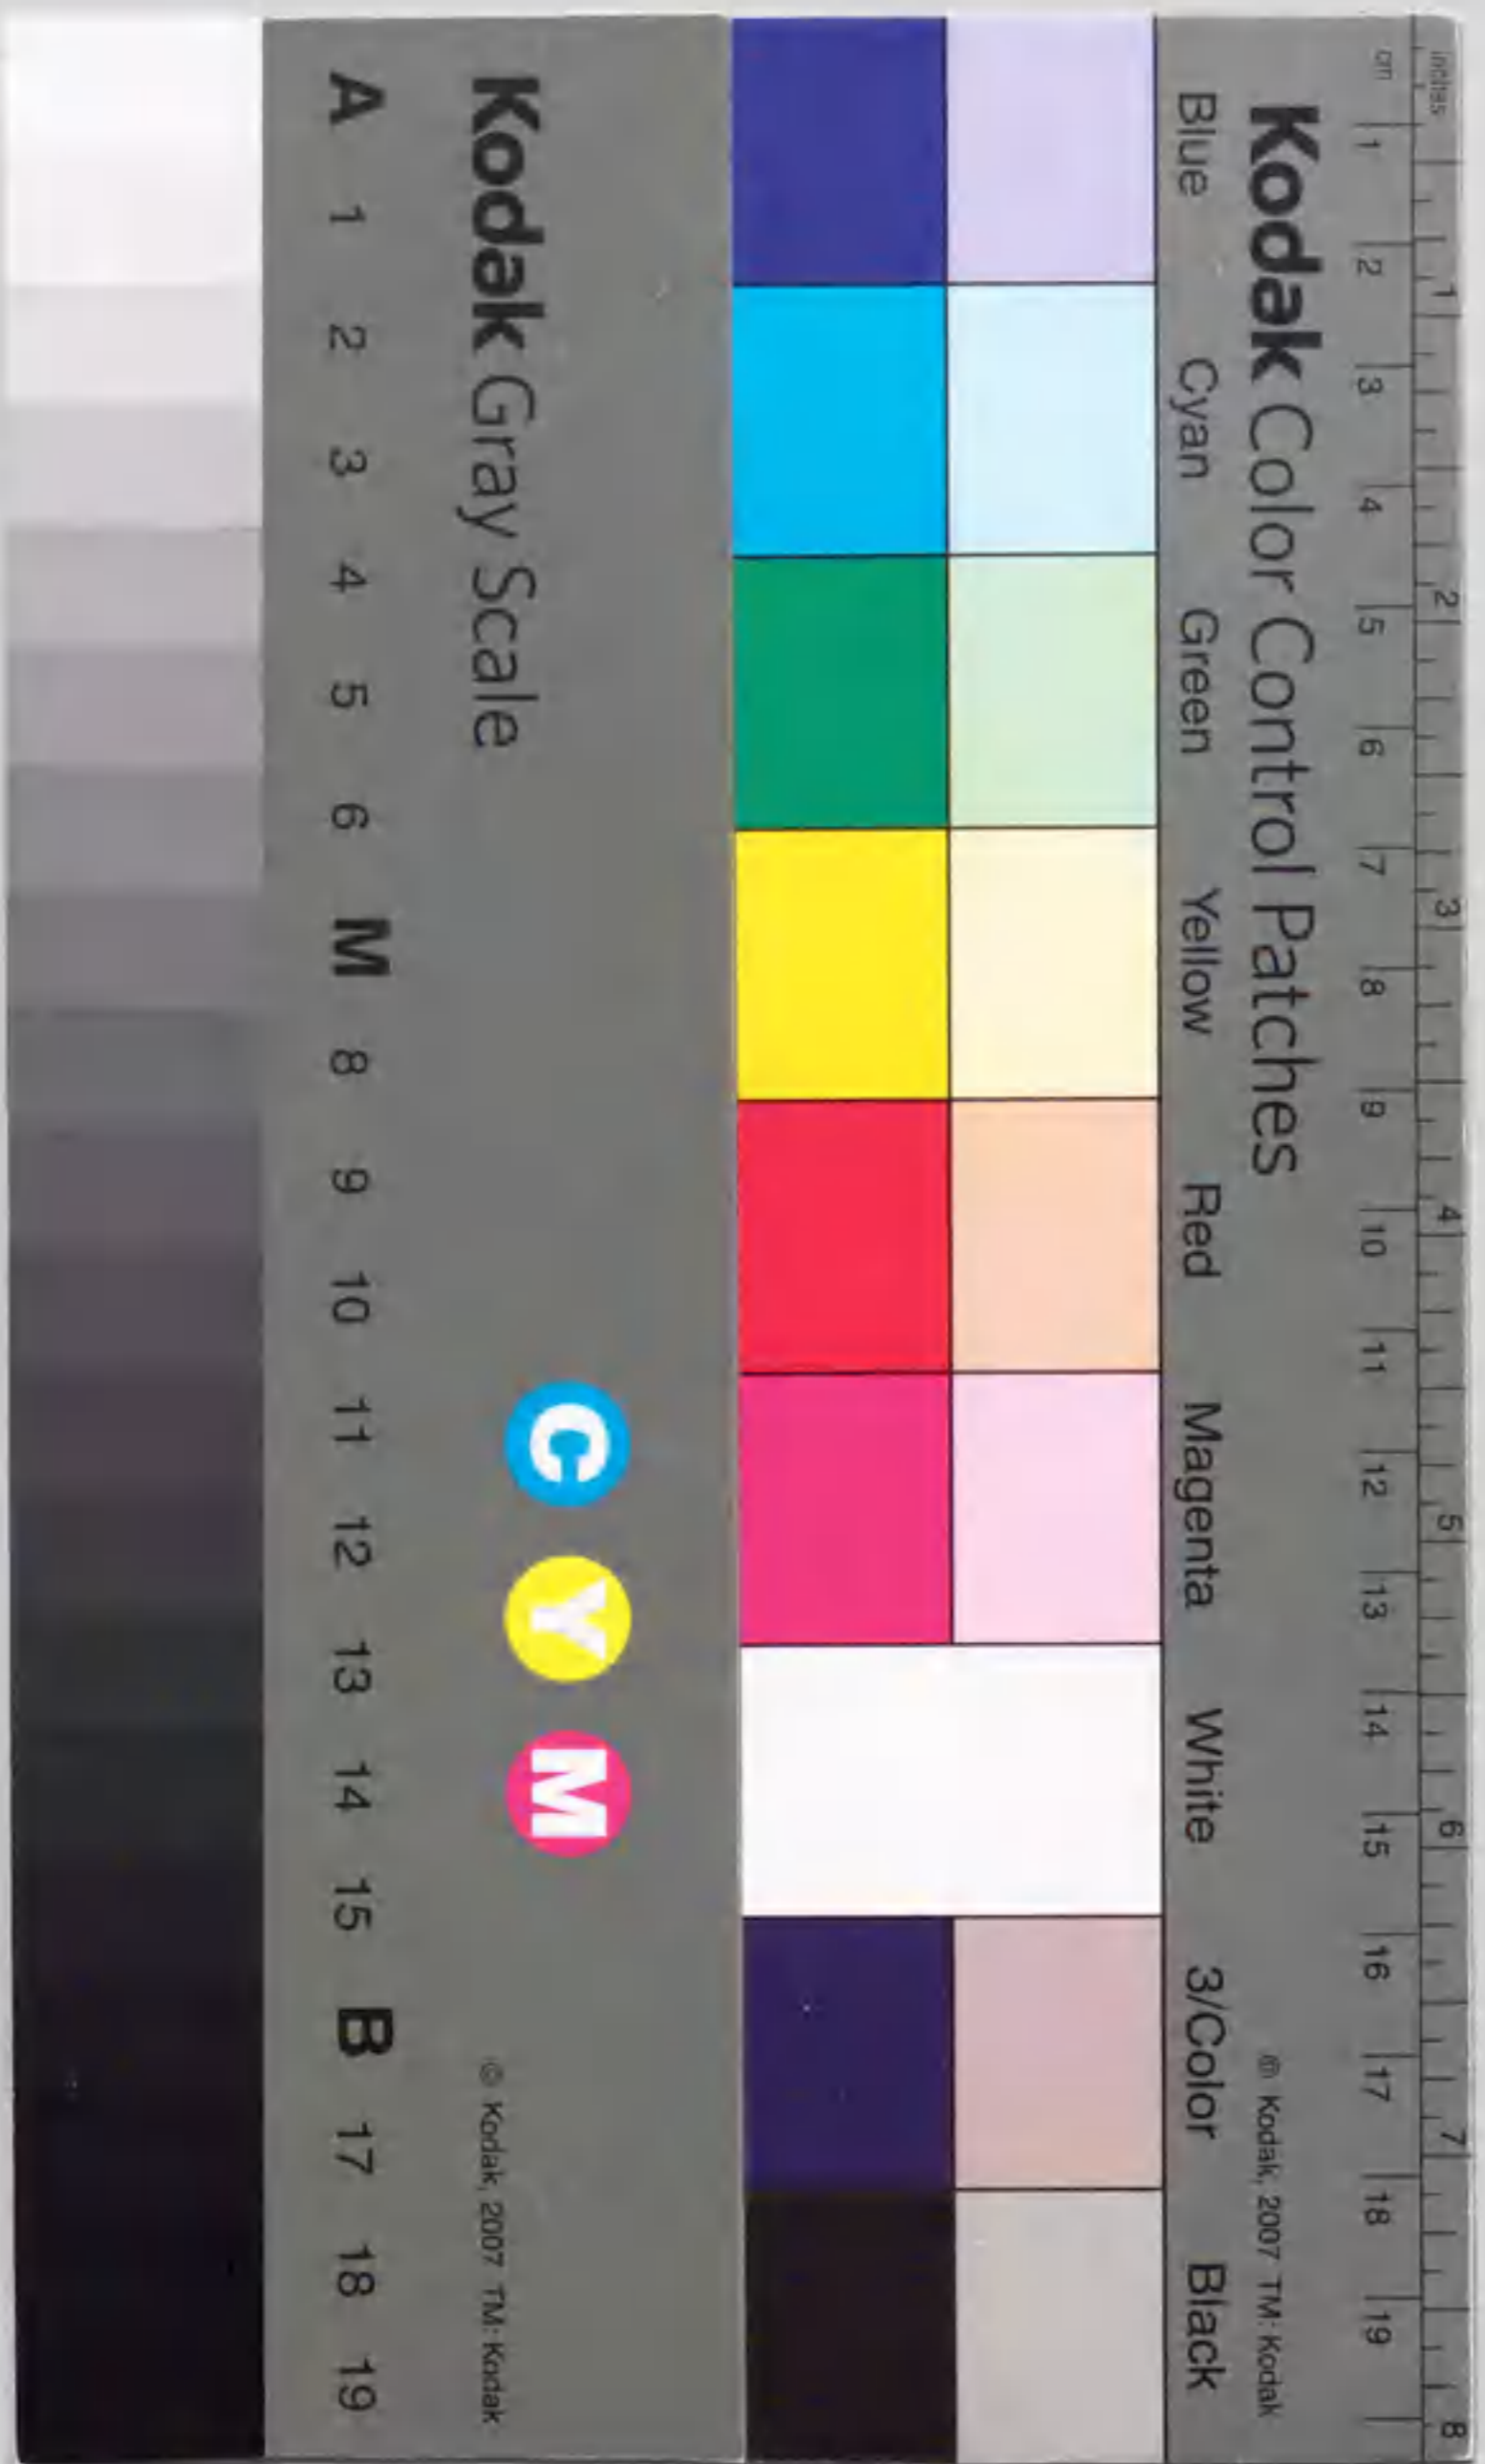 inches 1 2 3 4 5 6 7 8
cm 1 2 3 4 5 6 7 8 9 10 11 12 13 14 15 16 17 18 19
Kodak Color Control Patches
© Kodak, 2007 TM: Kodak
Blue Cyan Green Yellow Red Magenta White 3/Color Black
C Y M
Kodak Gray Scale
© Kodak, 2007 TM: Kodak
A 1 2 3 4 5 6 M 8 9 10 11 12 13 14 15 B 17 18 19